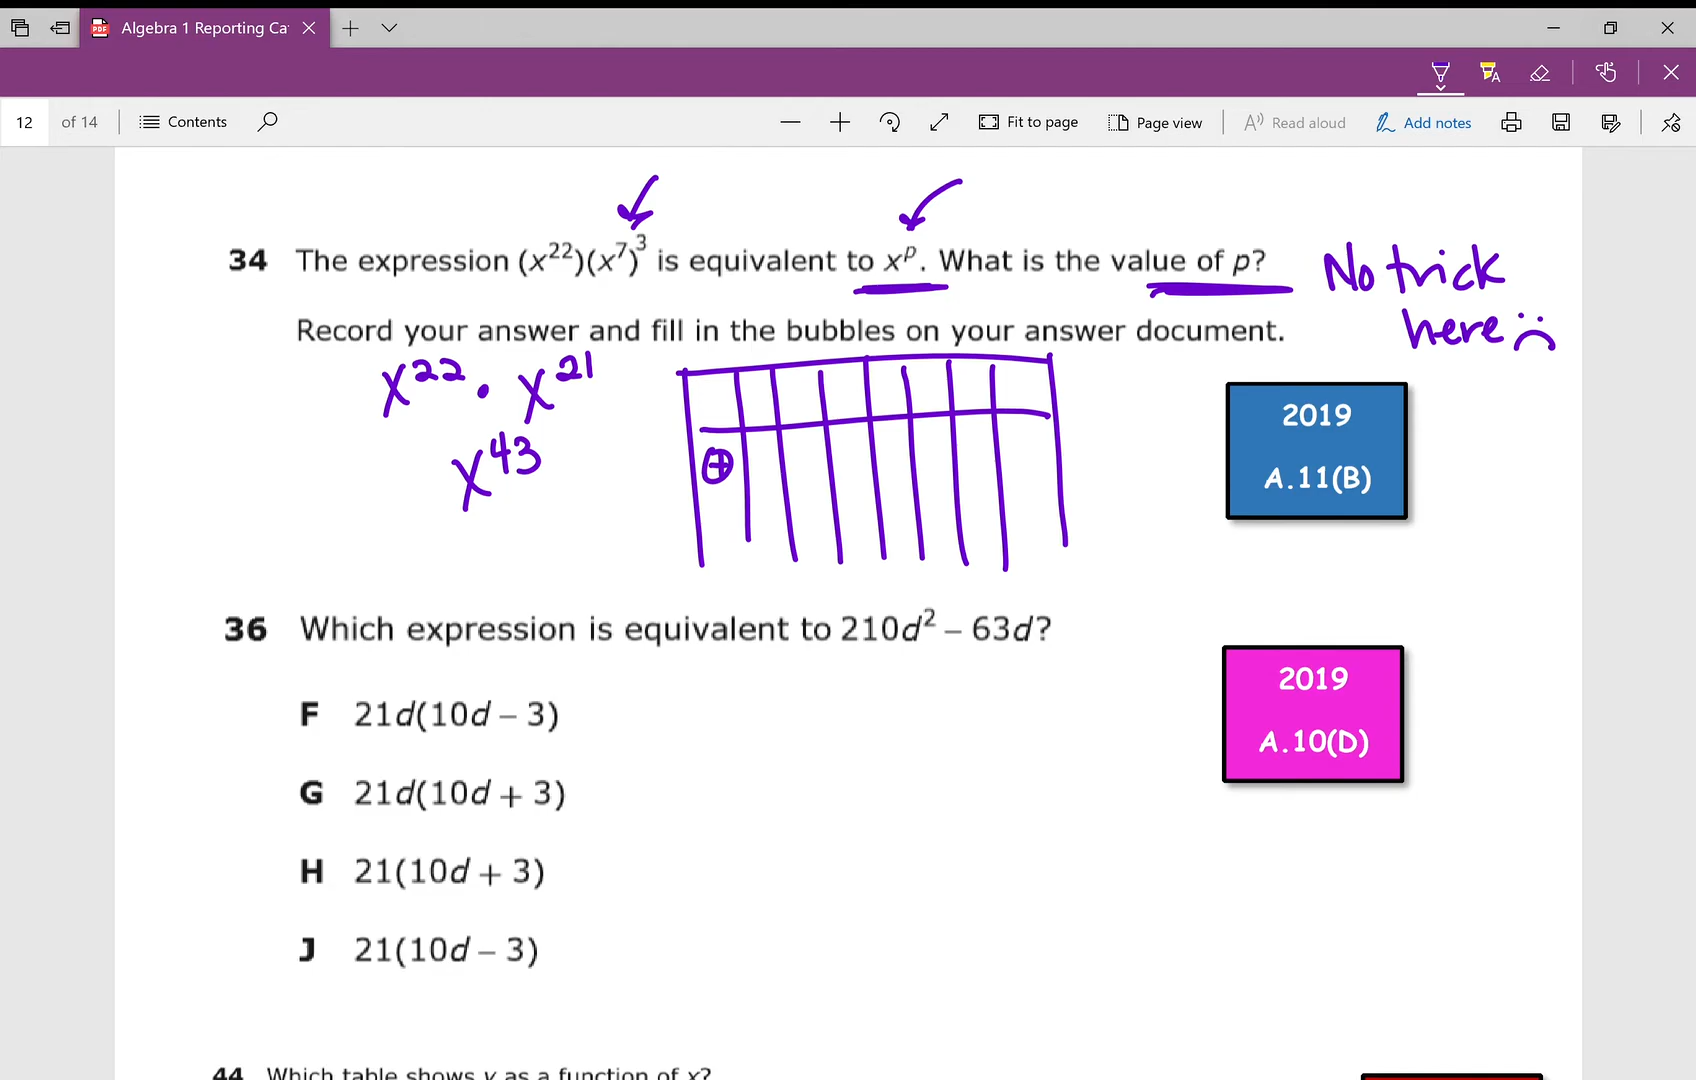 Algebra 1 Reporting Ca
12 of 14 Contents Fit to page Page view Read aloud Add notes
34 The expression (x²²)(x⁷)³ is equivalent to xᵖ. What is the value of p?
No trick
here
Record your answer and fill in the bubbles on your answer document.
x²² · x²¹
x⁴³
+
2019
A.11(B)
36 Which expression is equivalent to 210d² – 63d?
F 21d(10d – 3)
G 21d(10d + 3)
H 21(10d + 3)
J 21(10d – 3)
2019
A.10(D)
44 Which table shows y as a function of x?